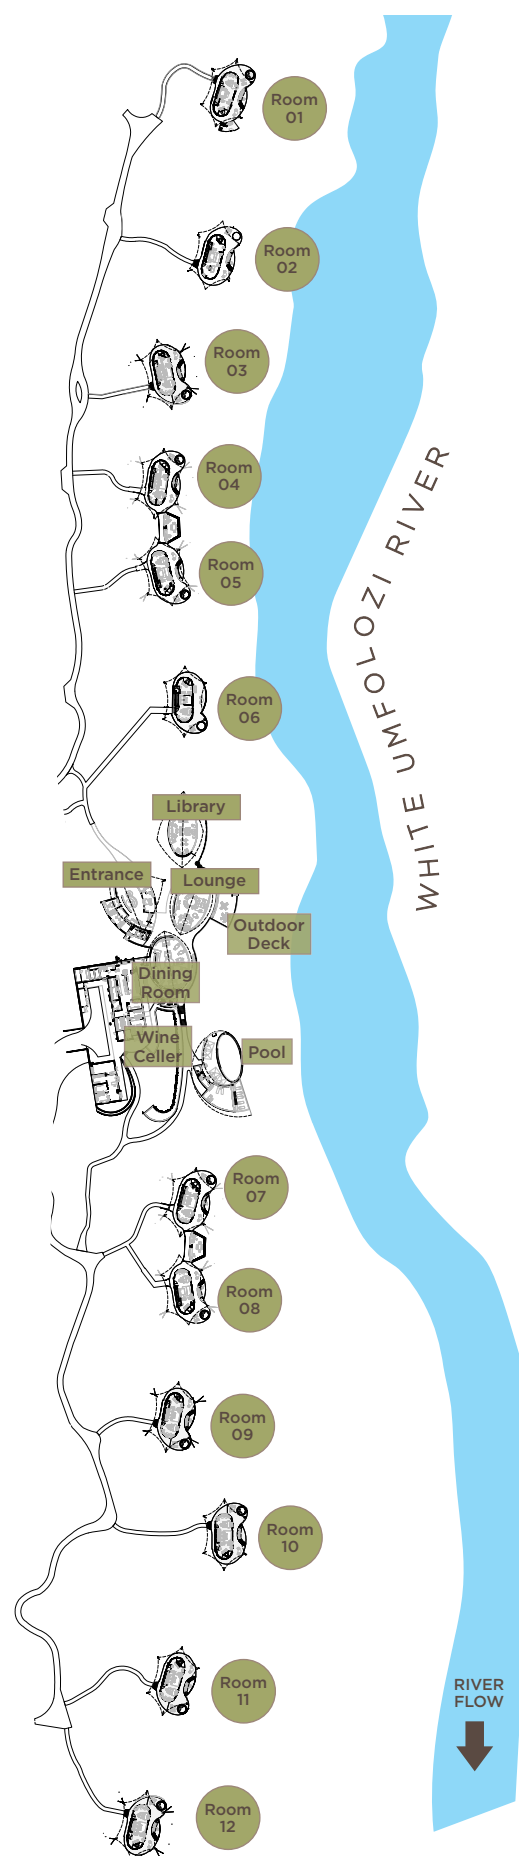 Room
01
Room
02
Room
03
Room
04
Room
05
Room
06
WHITE UMFOLOZI RIVER
Library
Entrance
Lounge
Outdoor
Deck
Dining
Room
Wine
Celler
Pool
Room
07
Room
08
Room
09
Room
10
Room
11
RIVER
FLOW
Room
12